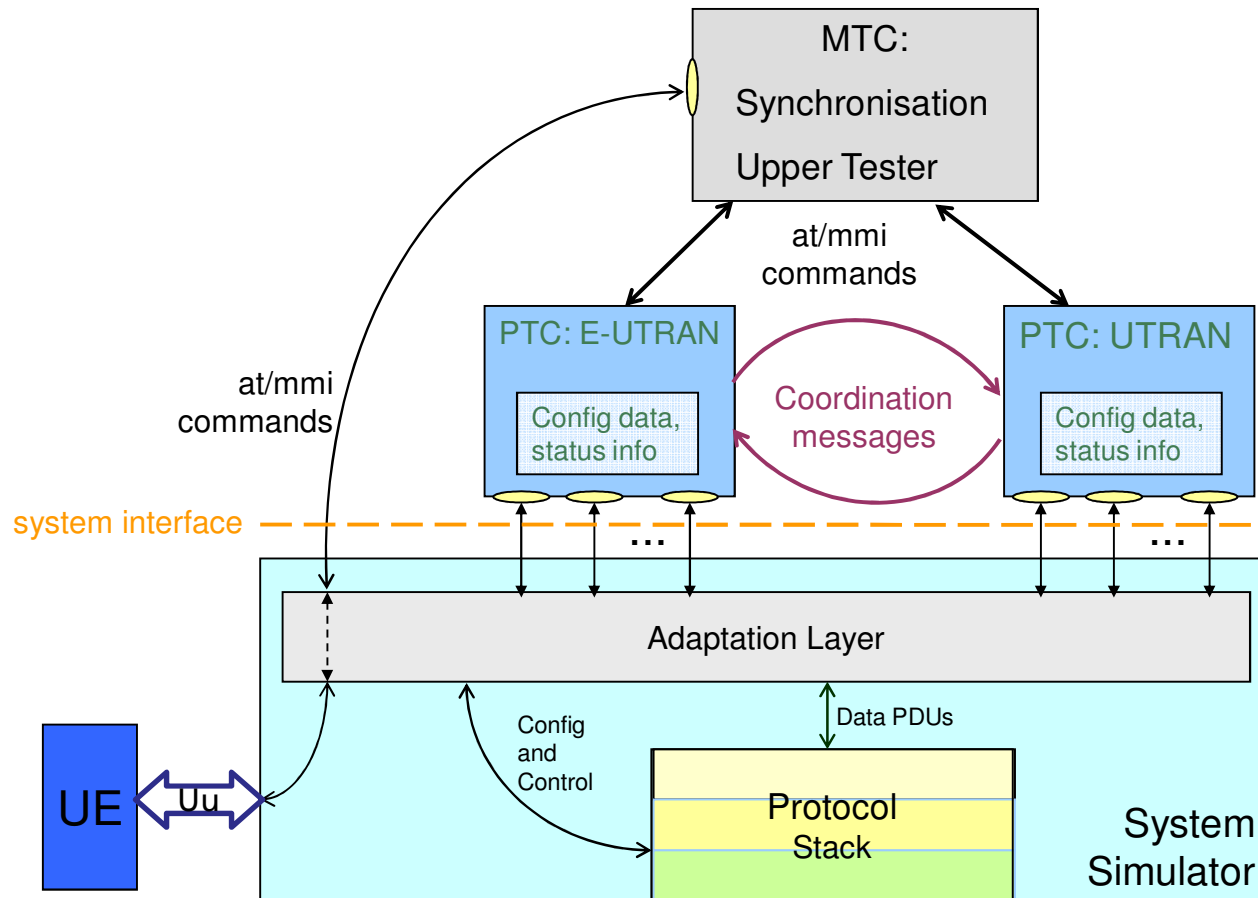 MTC:
Synchronisation
Upper Tester
at/mmi
commands
PTC: E-UTRAN
PTC: UTRAN
at/mmi
commands
Config data,
status info
Coordination
messages
Config data,
status info
system interface
...
...
Adaptation Layer
Config
and
Control
Data PDUs
UE
Uu
Protocol
Stack
System
Simulator